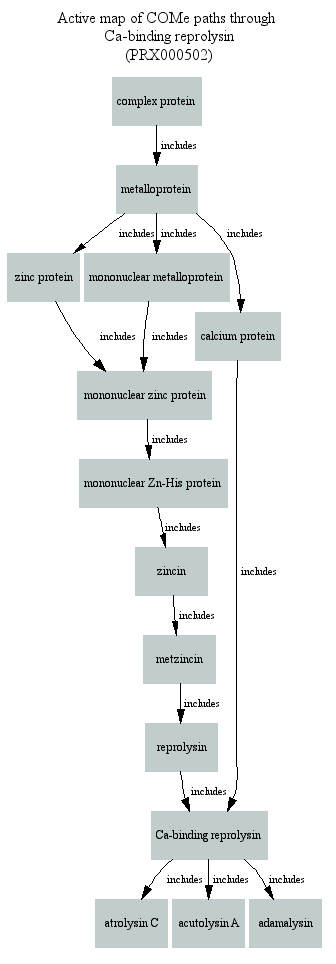 Active map of COMe paths through
Ca-binding reprolysin
(PRX000502)
complex protein
includes
metalloprotein
includes includes includes
zinc protein mononuclear metalloprotein
calcium protein
includes includes
mononuclear zinc protein
includes
mononuclear Zn-His protein
includes
zincin
includes
includes
metzincin
includes
reprolysin
includes
Ca-binding reprolysin
includes includes includes
atrolysin C acutolysin A adamalysin